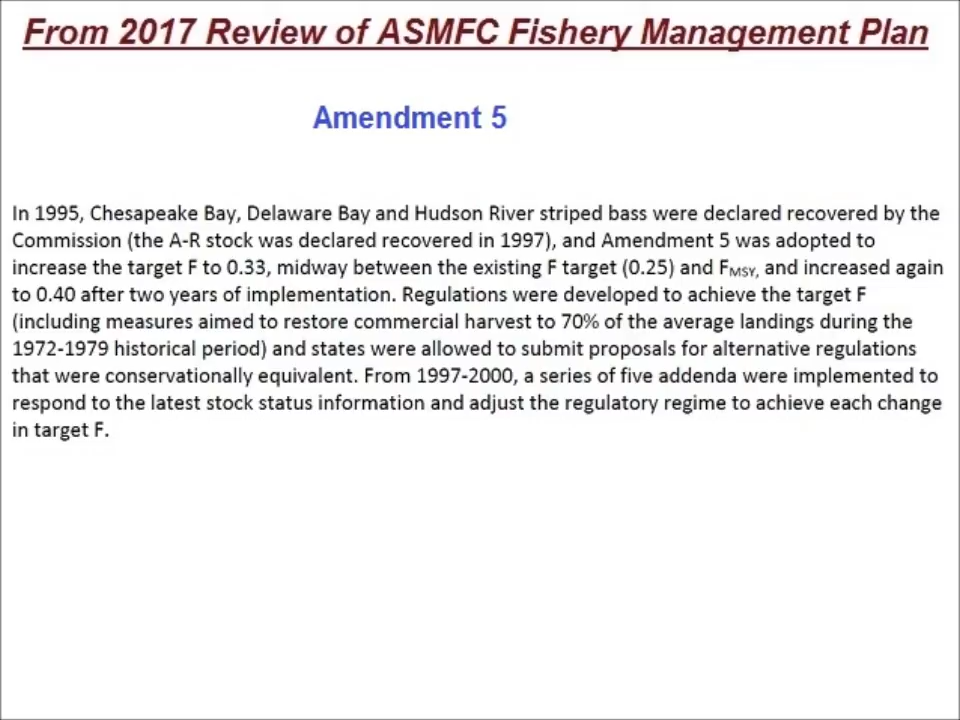 From 2017 Review of ASMFC Fishery Management Plan
Amendment 5
In 1995, Chesapeake Bay, Delaware Bay and Hudson River striped bass were declared recovered by the
Commission (the A-R stock was declared recovered in 1997), and Amendment 5 was adopted to
increase the target F to 0.33, midway between the existing F target (0.25) and FMSY, and increased again
to 0.40 after two years of implementation. Regulations were developed to achieve the target F
(including measures aimed to restore commercial harvest to 70% of the average landings during the
1972-1979 historical period) and states were allowed to submit proposals for alternative regulations
that were conservationally equivalent. From 1997-2000, a series of five addenda were implemented to
respond to the latest stock status information and adjust the regulatory regime to achieve each change
in target F.